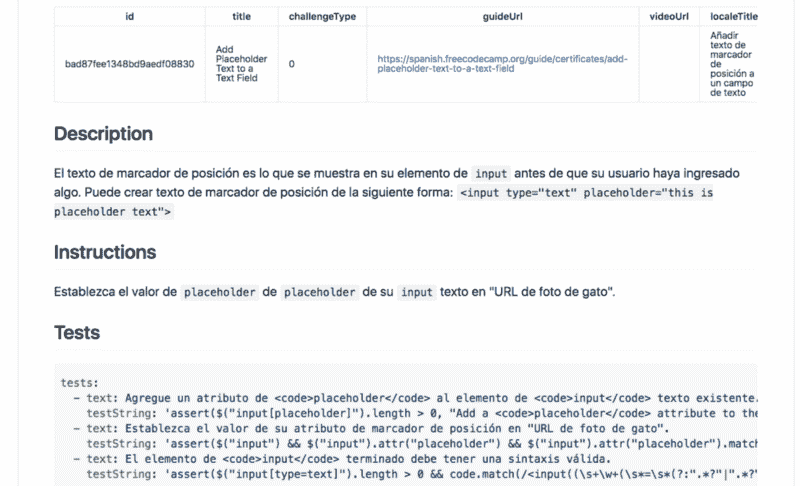 id title challengeType guideUrl videoUrl localeTitle
bad87fee1348bd9aedf08830
Add
Placeholder
Text to a
Text Field
0
https://spanish.freecodecamp.org/guide/certificates/add-
placeholder-text-to-a-text-field
Añadir
texto de
marcador
de
posición a
un campo
de texto
Description
El texto de marcador de posición es lo que se muestra en su elemento de input antes de que su usuario haya ingresado
algo. Puede crear texto de marcador de posición de la siguiente forma: <input type="text" placeholder="this is
placeholder text">
Instructions
Establezca el valor de placeholder de placeholder de su input texto en "URL de foto de gato".
Tests
tests:
- text: Agregue un atributo de <code>placeholder</code> al elemento de <code>input</code> texto existente.
testString: 'assert($("input[placeholder]").length > 0, "Add a <code>placeholder</code> attribute to the
- text: Establezca el valor de su atributo de marcador de posición en "URL de foto de gato".
testString: 'assert($("input") && $("input").attr("placeholder") && $("input").attr("placeholder").match
- text: El elemento de <code>input</code> terminado debe tener una sintaxis válida.
testString: 'assert($("input[type=text]").length > 0 && code.match(/<input((\s+\w+(\s*=\s*(?:".*?"|".*?"